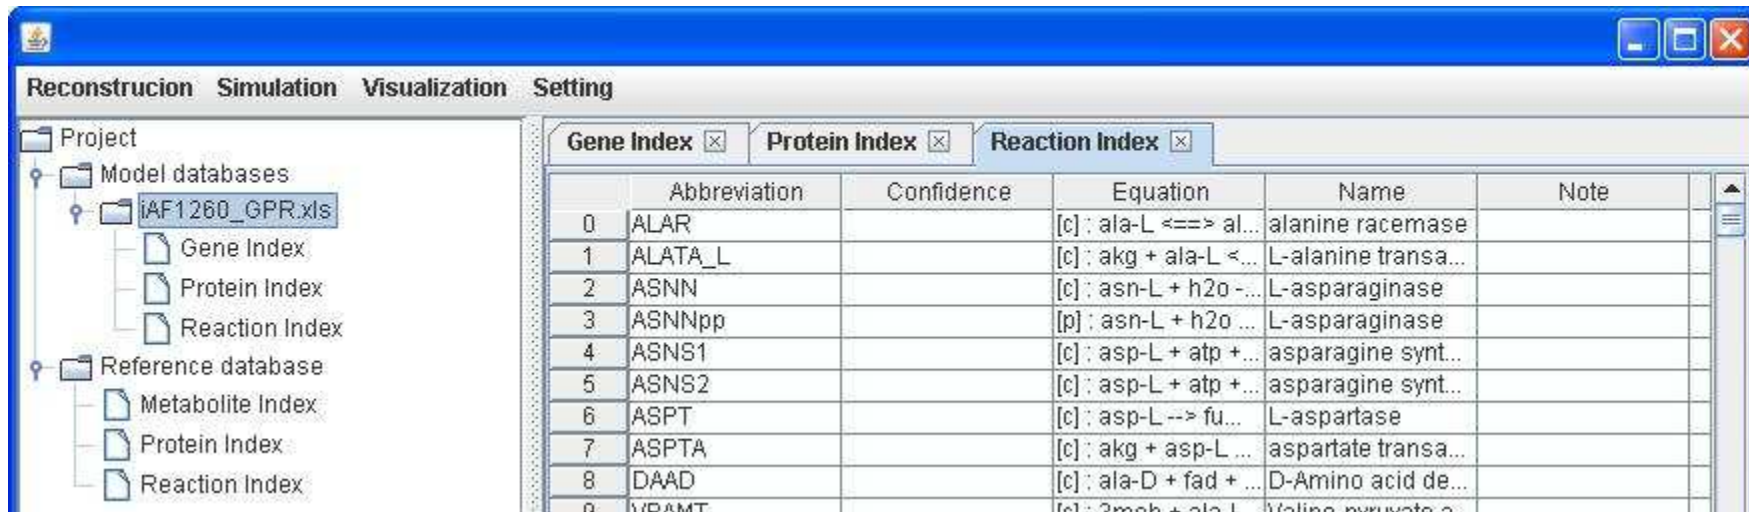 Reconstrucion Simulation Visualization Setting
Project
Model databases
iAF1260_GPR.xls
Gene Index
Protein Index
Reaction Index
Reference database
Metabolite Index
Protein Index
Reaction Index
Gene Index Protein Index Reaction Index
Abbreviation Confidence Equation Name Note
0 ALAR [c] : ala-L <==> al... alanine racemase
1 ALATA_L [c] : akg + ala-L <... L-alanine transa...
2 ASNN [c] : asn-L + h2o -... L-asparaginase
3 ASNNpp [p] : asn-L + h2o ... L-asparaginase
4 ASNS1 [c] : asp-L + atp +... asparagine synt...
5 ASNS2 [c] : asp-L + atp +... asparagine synt...
6 ASPT [c] : asp-L --> fu... L-aspartase
7 ASPTA [c] : akg + asp-L ... aspartate transa...
8 DAAD [c] : ala-D + fad + ... D-Amino acid de...